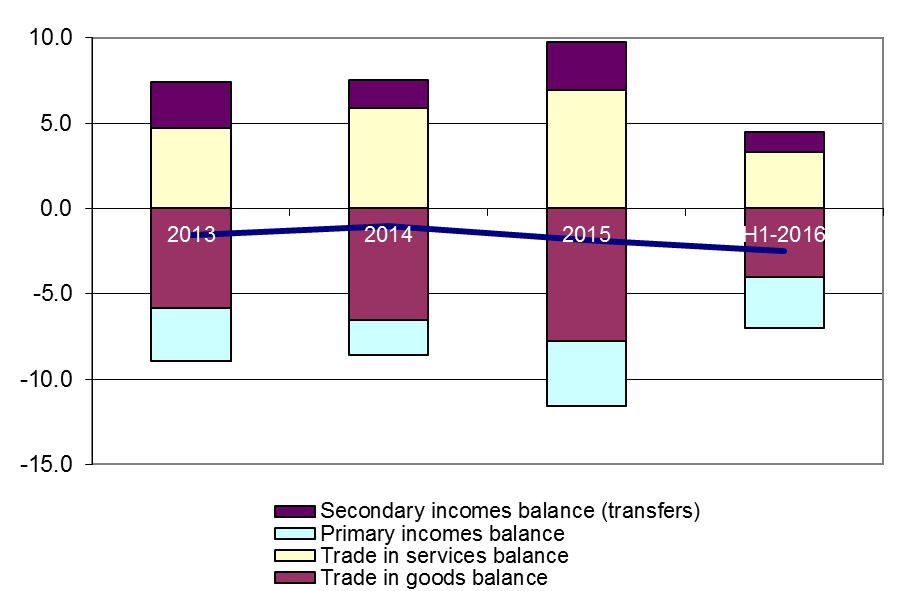 10.0
5.0
0.0
2013 2014 2015 H1-2016
-5.0
-10.0
-15.0
Secondary incomes balance (transfers)
Primary incomes balance
Trade in services balance
Trade in goods balance